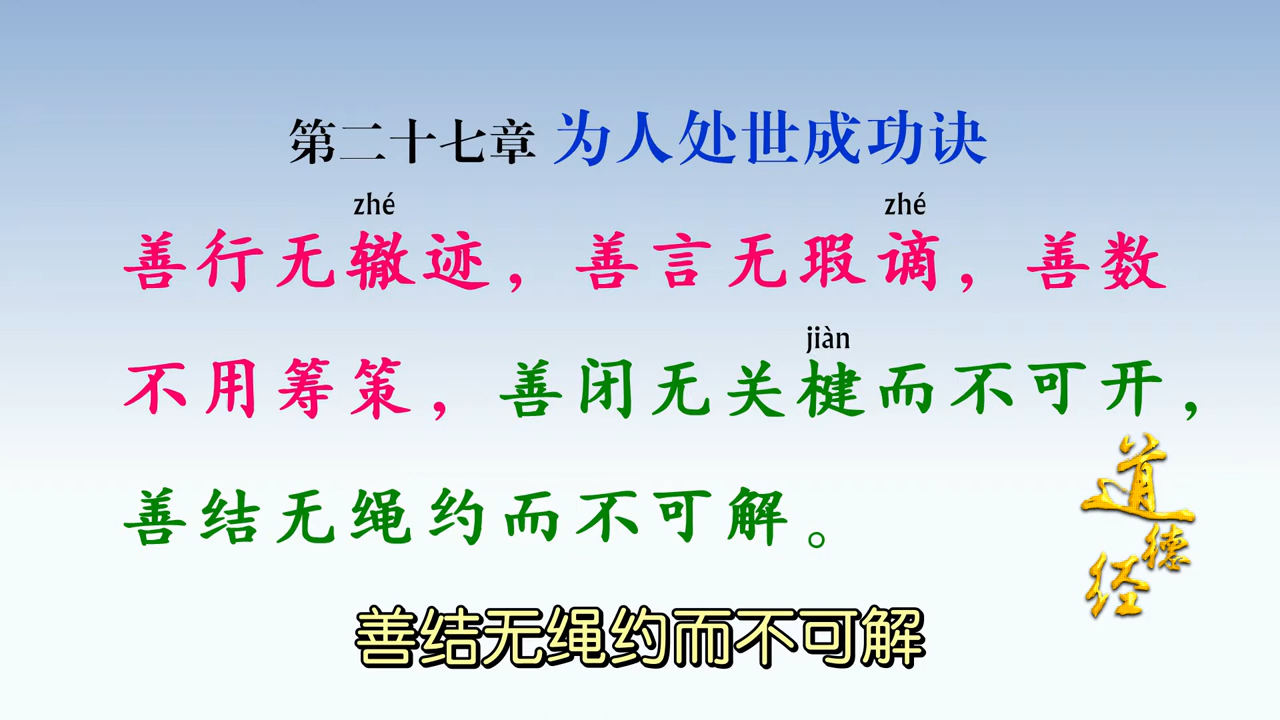 第二十七章 为人处世成功诀
zhé zhé
善行无辙迹，善言无瑕谪，善数
jiàn
不用筹策，善闭无关楗而不可开，
善结无绳约而不可解。
道德经
善结无绳约而不可解